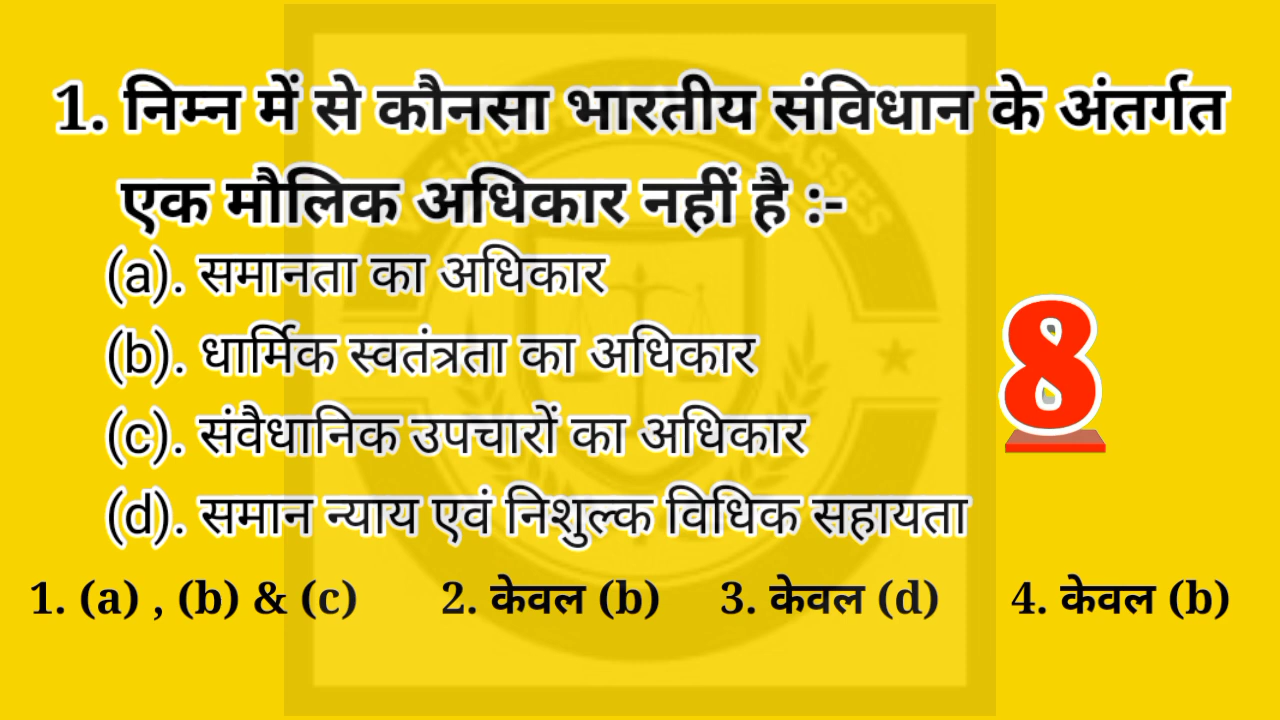 1. निम्न में से कौनसा भारतीय संविधान के अंतर्गत
एक मौलिक अधिकार नहीं है :-
(a). समानता का अधिकार
(b). धार्मिक स्वतंत्रता का अधिकार
(c). संवैधानिक उपचारों का अधिकार
(d). समान न्याय एवं निशुल्क विधिक सहायता
8
1. (a) , (b) & (c) 2. केवल (b) 3. केवल (d) 4. केवल (b)